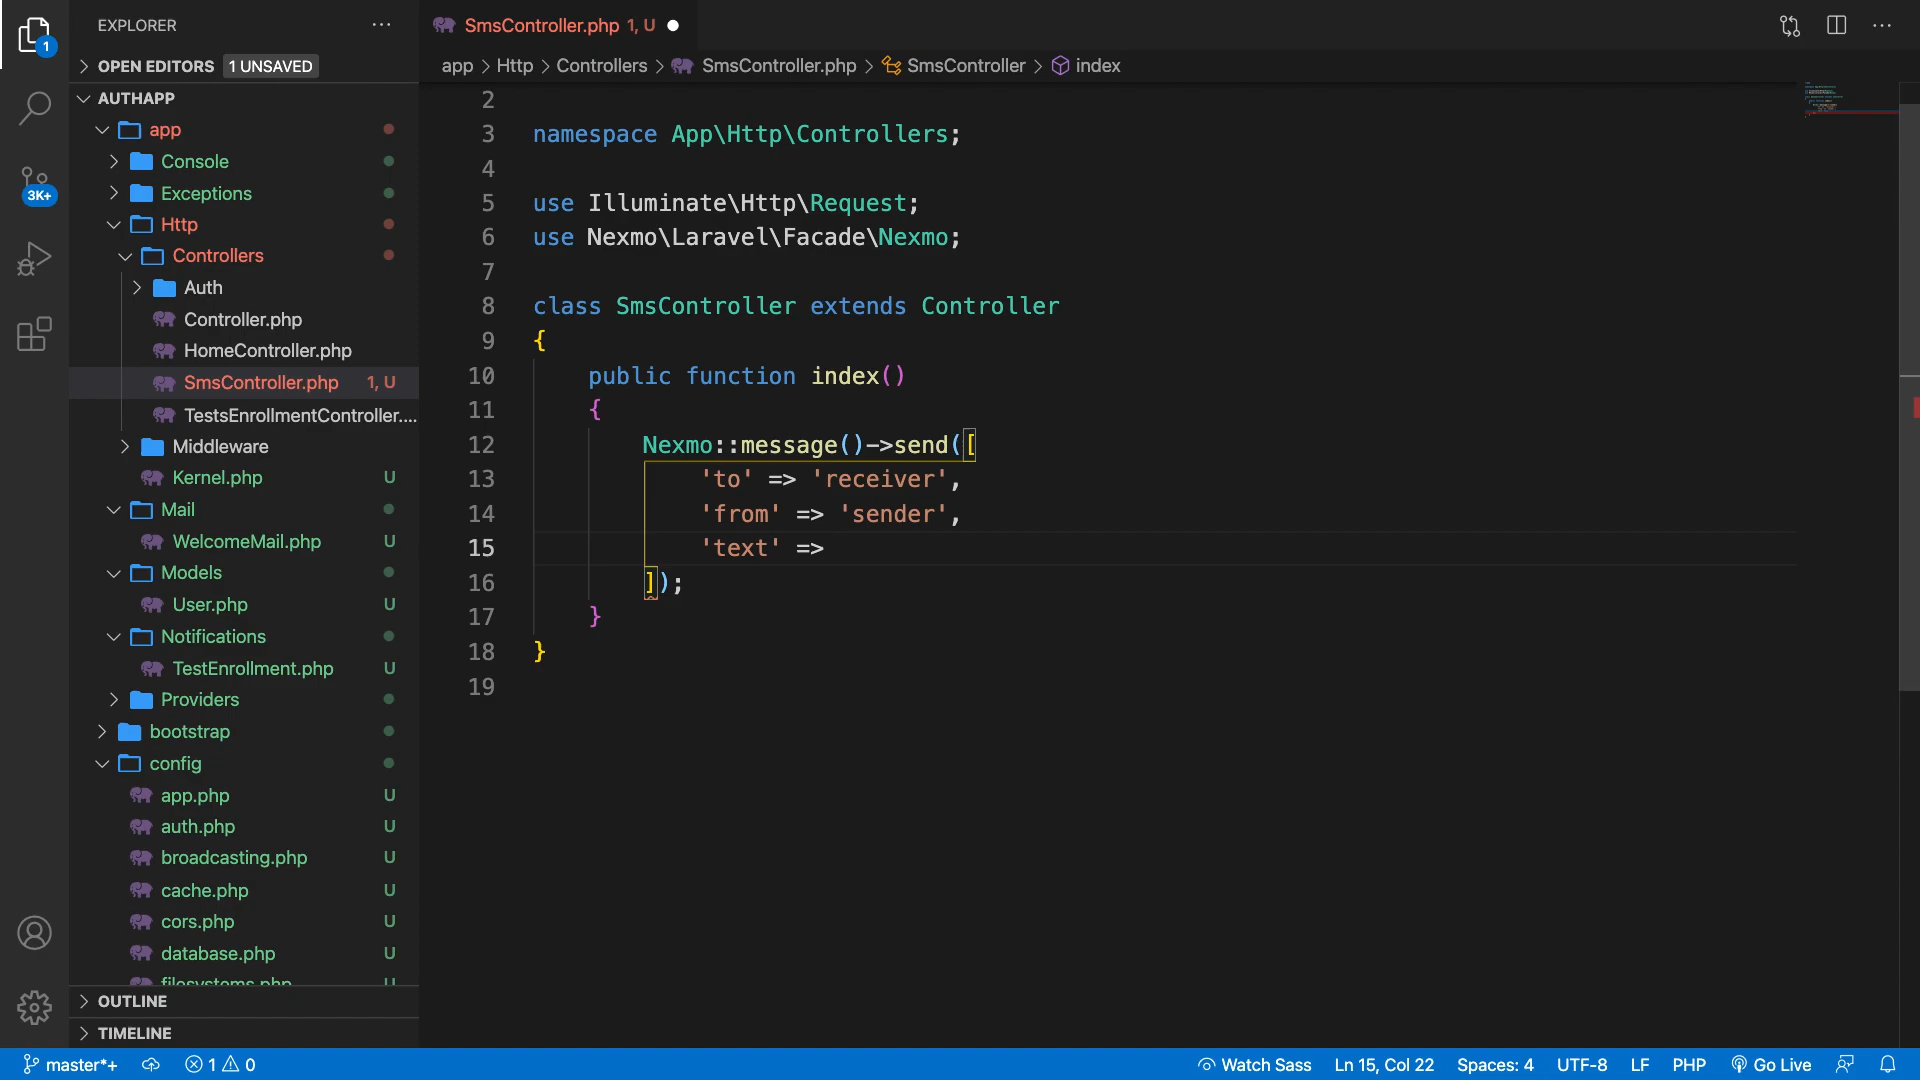 EXPLORER
OPEN EDITORS 1 UNSAVED
AUTHAPP
app
Console
Exceptions
Http
Controllers
Auth
Controller.php
HomeController.php
SmsController.php 1, U
TestsEnrollmentController....
Middleware
Kernel.php U
Mail
WelcomeMail.php U
Models
User.php U
Notifications
TestEnrollment.php U
Providers
bootstrap
config
app.php U
auth.php U
broadcasting.php U
cache.php U
cors.php U
database.php U
filesystems.php U
OUTLINE
TIMELINE
1
3K+
SmsController.php 1, U
app > Http > Controllers > SmsController.php > SmsController > index
2
3 namespace App\Http\Controllers;
4
5 use Illuminate\Http\Request;
6 use Nexmo\Laravel\Facade\Nexmo;
7
8 class SmsController extends Controller
9 {
10 public function index()
11 {
12 Nexmo::message()->send([
13 'to' => 'receiver',
14 'from' => 'sender',
15 'text' =>
16 ]);
17 }
18 }
19
master*+ 1 0 Watch Sass Ln 15, Col 22 Spaces: 4 UTF-8 LF PHP Go Live